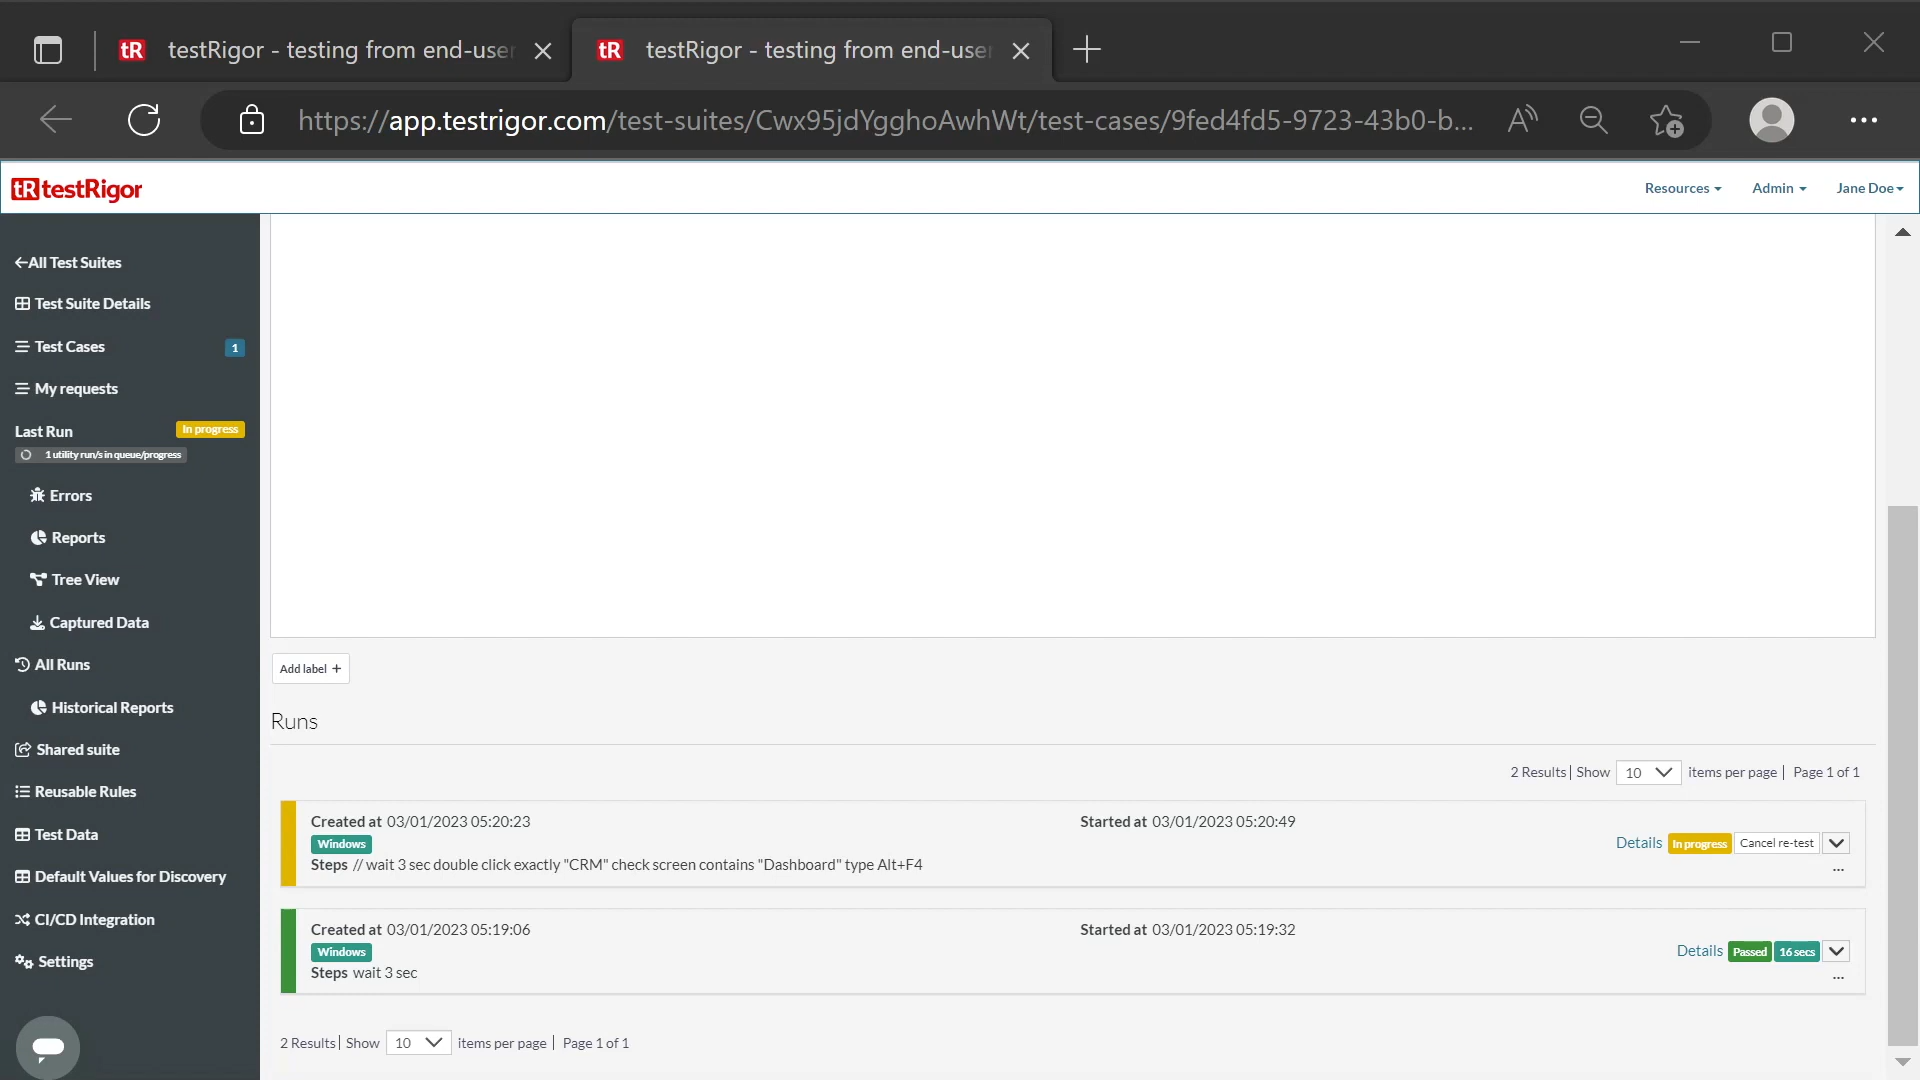 tR testRigor - testing from end-user
tR testRigor - testing from end-user
https://app.testrigor.com/test-suites/Cwx95jdYgghoAwhWt/test-cases/9fed4fd5-9723-43b0-b...
tR testRigor
Resources
Admin
Jane Doe
All Test Suites
Test Suite Details
Test Cases 1
My requests
Last Run In progress
1 utility run/s in queue/progress
Errors
Reports
Tree View
Captured Data
All Runs
Historical Reports
Shared suite
Reusable Rules
Test Data
Default Values for Discovery
CI/CD Integration
Settings
Add label +
Runs
2 Results | Show 10 items per page | Page 1 of 1
Created at 03/01/2023 05:20:23 Started at 03/01/2023 05:20:49
Windows
Details In progress Cancel re-test
Steps // wait 3 sec double click exactly "CRM" check screen contains "Dashboard" type Alt+F4
...
Created at 03/01/2023 05:19:06 Started at 03/01/2023 05:19:32
Windows
Details Passed 16 secs
Steps wait 3 sec
...
2 Results | Show 10 items per page | Page 1 of 1